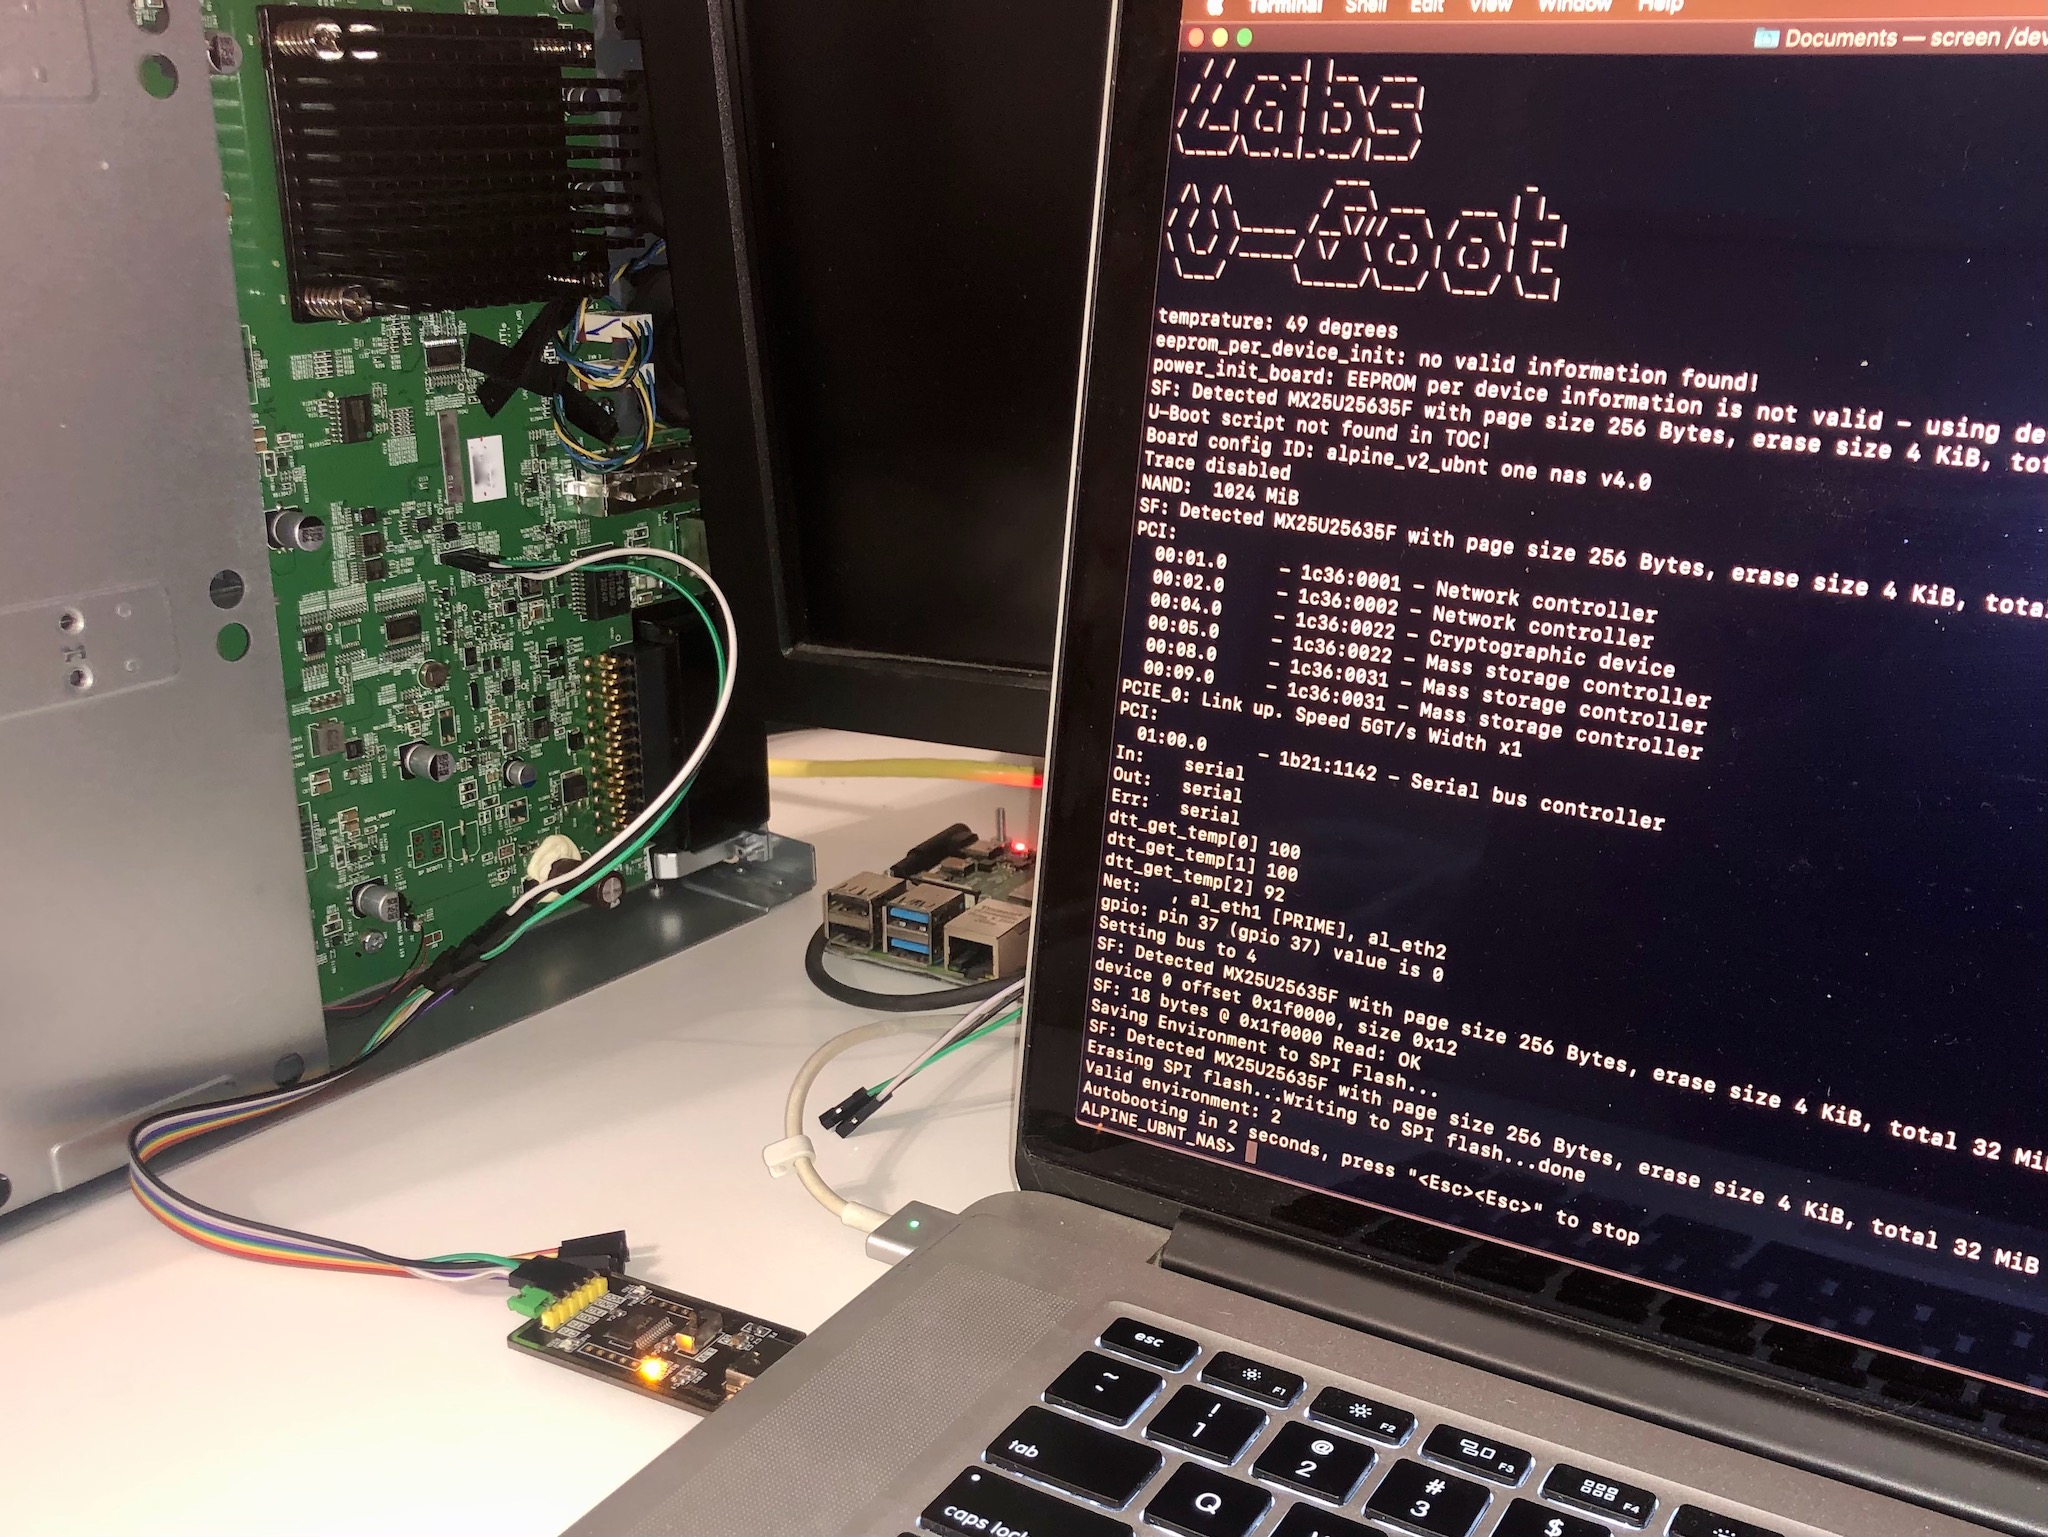 Terminal Shell Edit View Window Help
Documents — screen /dev
Labs
U-Boot
temprature: 49 degrees
eeprom_per_device_init: no valid information found!
power_init_board: EEPROM per device information is not valid - using de
SF: Detected MX25U25635F with page size 256 Bytes, erase size 4 KiB, tot
U-Boot script not found in TOC!
Board config ID: alpine_v2_ubnt one nas v4.0
Trace disabled
NAND:  1024 MiB
SF: Detected MX25U25635F with page size 256 Bytes, erase size 4 KiB, total
PCI:
00:01.0 - 1c36:0001 - Network controller
00:02.0 - 1c36:0002 - Network controller
00:04.0 - 1c36:0022 - Cryptographic device
00:05.0 - 1c36:0022 - Mass storage controller
00:08.0 - 1c36:0031 - Mass storage controller
00:09.0 - 1c36:0031 - Mass storage controller
PCIE_0: Link up. Speed 5GT/s Width x1
PCI:
01:00.0 - 1b21:1142 - Serial bus controller
In: serial
Out: serial
Err: serial
dtt_get_temp[0] 100
dtt_get_temp[1] 100
dtt_get_temp[2] 92
Net: , al_eth1 [PRIME], al_eth2
gpio: pin 37 (gpio 37) value is 0
Setting bus to 4
SF: Detected MX25U25635F with page size 256 Bytes, erase size 4 KiB, total 32 MiB
device 0 offset 0x1f0000, size 0x12
SF: 18 bytes @ 0x1f0000 Read: OK
Saving Environment to SPI Flash...
SF: Detected MX25U25635F with page size 256 Bytes, erase size 4 KiB, total 32 MiB
Erasing SPI flash...Writing to SPI flash...done
Valid environment: 2
Autobooting in 2 seconds, press "<Esc><Esc>" to stop
ALPINE_UBNT_NAS>
esc
F1
F2
F3
F4
~
!
1
@
2
#
3
$
tab
Q
caps lock